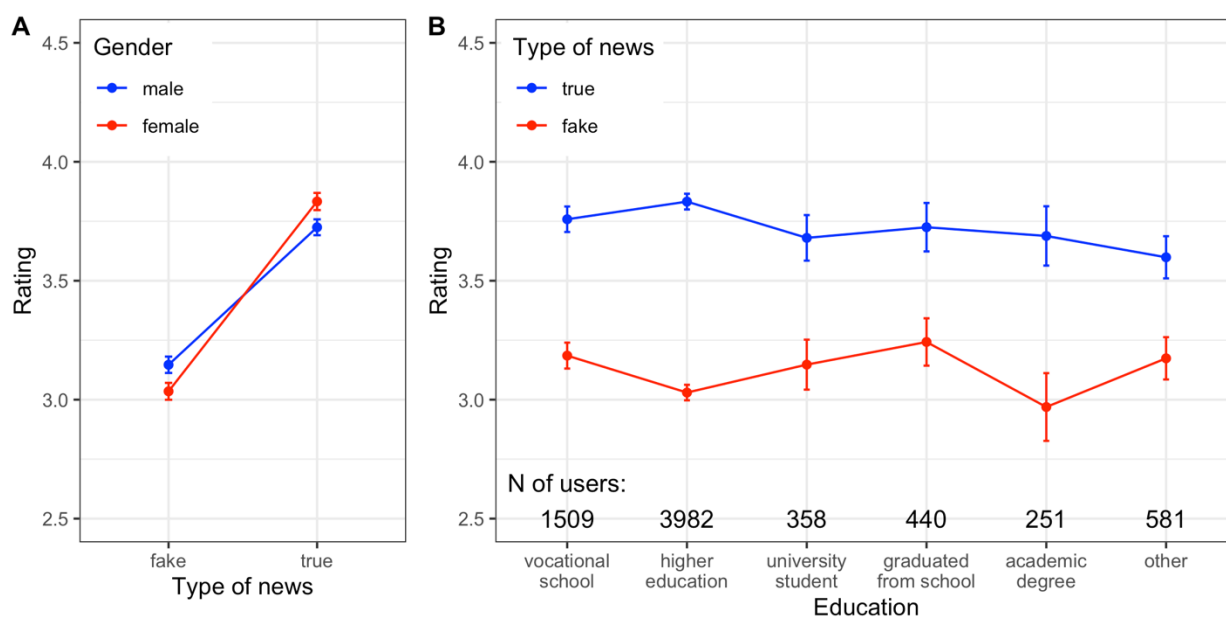 A
Gender
male
female
Rating
4.5
4.0
3.5
3.0
2.5
fake true
Type of news
B
Type of news
true
fake
Rating
4.5
4.0
3.5
3.0
2.5
N of users:
1509 3982 358 440 251 581
vocational higher university graduated academic other
school education student from school degree
Education